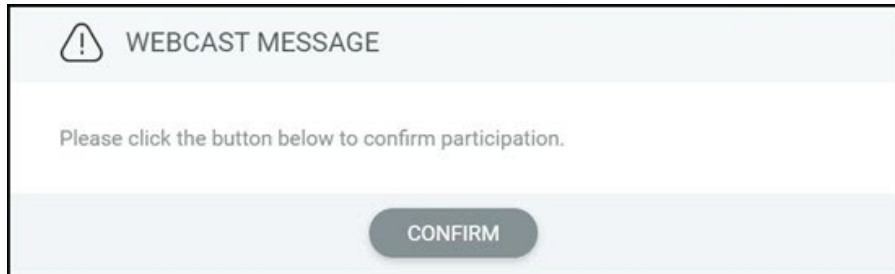 WEBCAST MESSAGE
Please click the button below to confirm participation.
CONFIRM